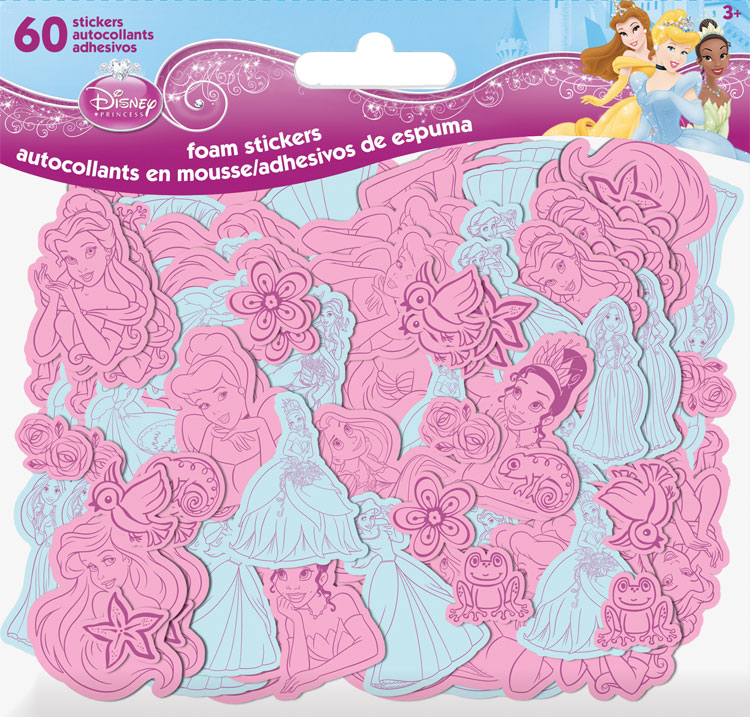 60 stickers
autocollants
adhesivos
3+
Disney
PRINCESS
foam stickers
autocollants en mousse/adhesivos de espuma